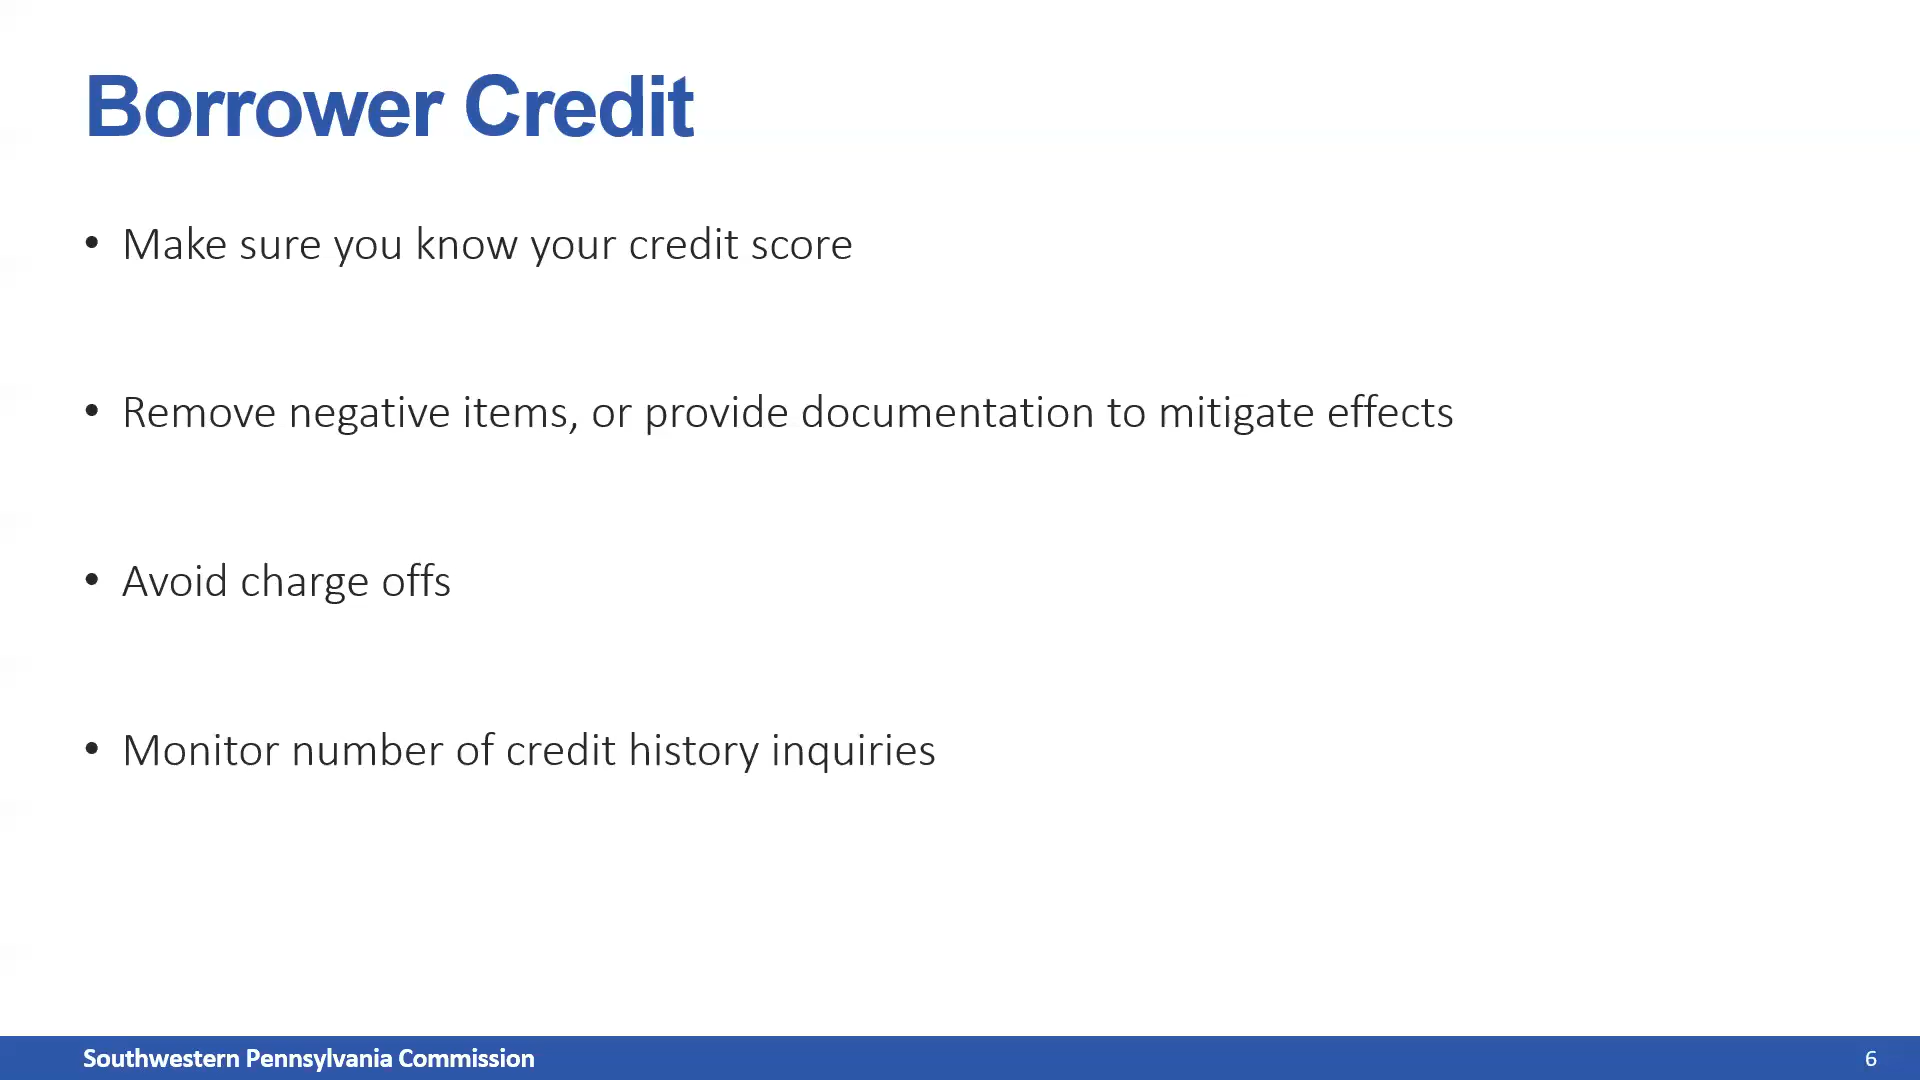 Borrower Credit
• Make sure you know your credit score
• Remove negative items, or provide documentation to mitigate effects
• Avoid charge offs
• Monitor number of credit history inquiries
Southwestern Pennsylvania Commission
6